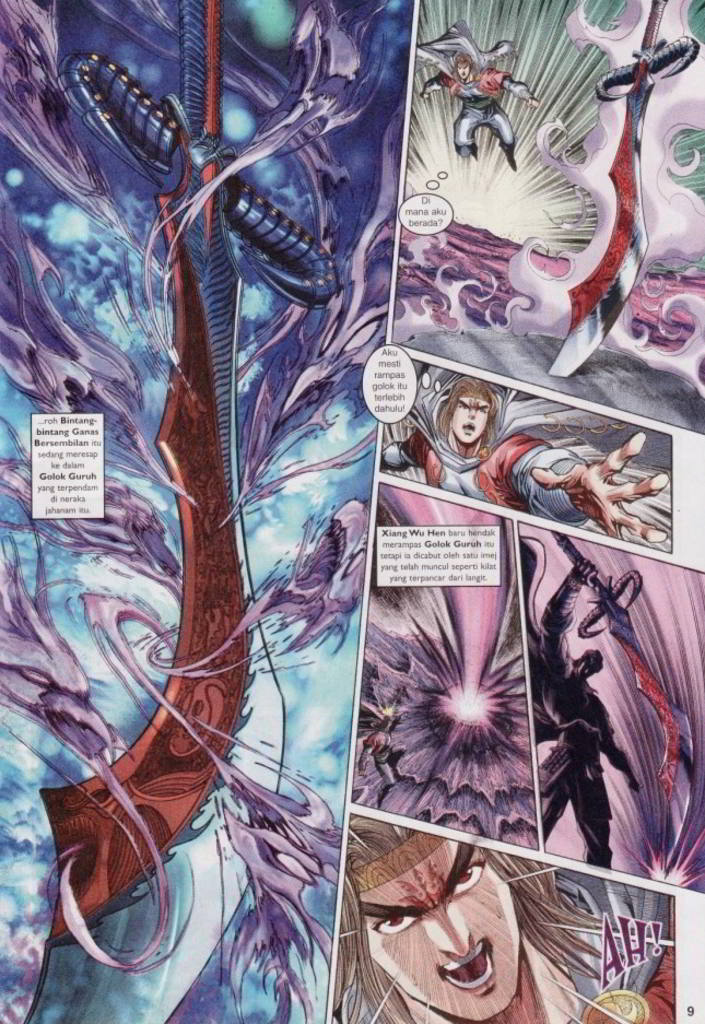 ...roh Bintang-
bintang Ganas
Bersembilan itu
sedang meresap
ke dalam
Golok Guruh
yang terpendam
di neraka
jahanam itu.
Di
mana aku
berada?
Aku
mesti
rampas
golok itu
terlebih
dahulu!
Xiang Wu Hen baru hendak
merampas Golok Guruh itu
tetapi ia dicabut oleh satu imej
yang telah muncul seperti kilat
yang terpancar dari langit.
AH!
9